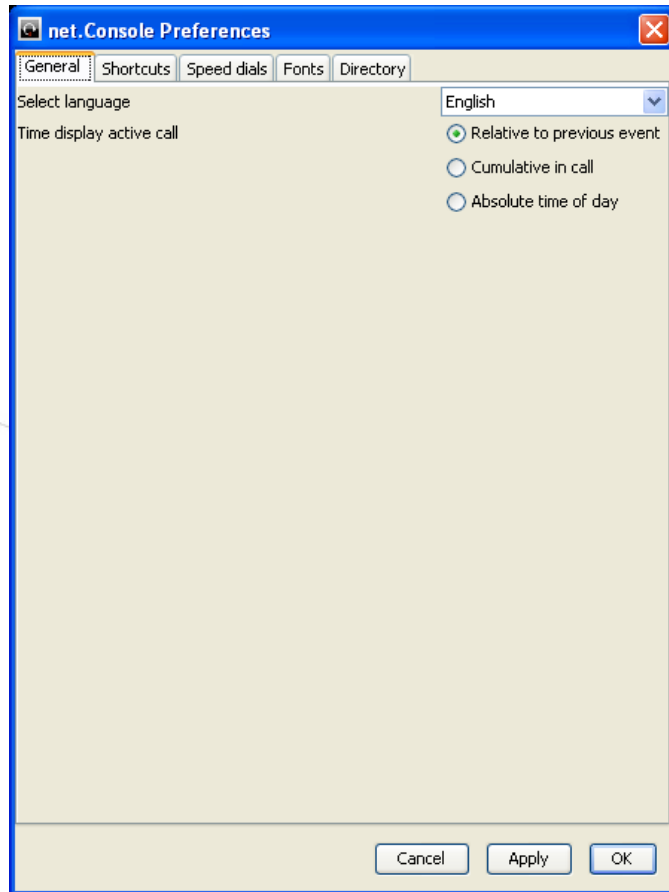 net.Console Preferences
General Shortcuts Speed dials Fonts Directory
Select language English
Time display active call Relative to previous event
Cumulative in call
Absolute time of day
Cancel Apply OK